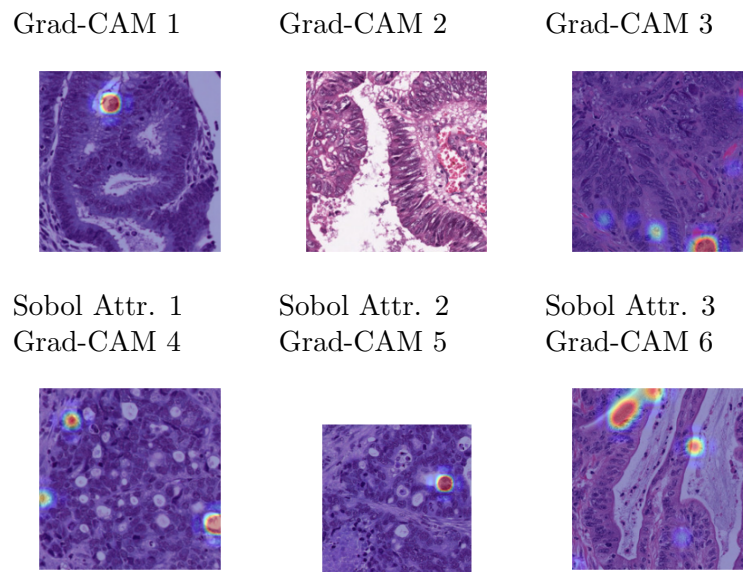 Grad-CAM 1 Grad-CAM 2 Grad-CAM 3
Sobol Attr. 1 Sobol Attr. 2 Sobol Attr. 3
Grad-CAM 4 Grad-CAM 5 Grad-CAM 6